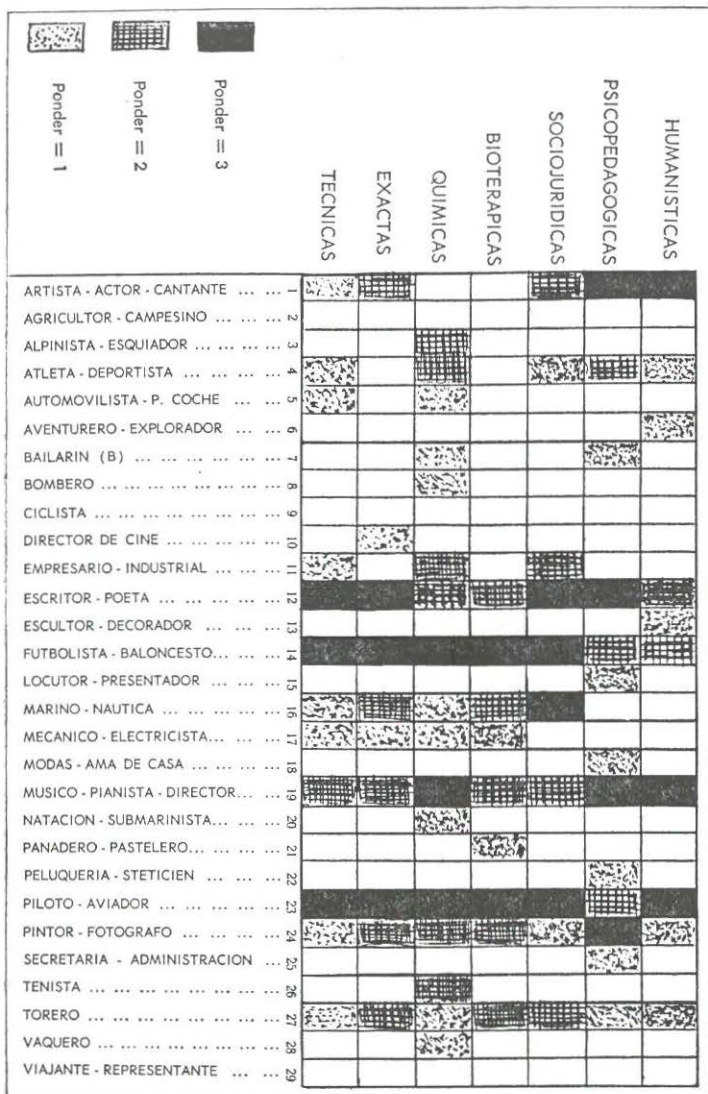 Ponder = 1
Ponder = 2
Ponder = 3
TECNICAS
EXACTAS
QUIMICAS
BIOTERAPICAS
SOCIOJURIDICAS
PSICOPEDAGOGICAS
HUMANISTICAS
ARTISTA - ACTOR - CANTANTE ... ... 1
AGRICULTOR - CAMPESINO ... ... ... 2
ALPINISTA - ESQUIADOR ... ... ... 3
ATLETA - DEPORTISTA ... ... ... ... 4
AUTOMOVILISTA - P. COCHE ... ... 5
AVENTURERO - EXPLORADOR ... ... 6
BAILARIN (B) ... ... ... ... ... ... 7
BOMBERO ... ... ... ... ... ... ... 8
CICLISTA ... ... ... ... ... ... ... 9
DIRECTOR DE CINE ... ... ... ... ... 10
EMPRESARIO - INDUSTRIAL ... ... ... 11
ESCRITOR - POETA ... ... ... ... ... 12
ESCULTOR - DECORADOR ... ... ... 13
FUTBOLISTA - BALONCESTO... ... ... 14
LOCUTOR - PRESENTADOR ... ... ... 15
MARINO - NAUTICA ... ... ... ... ... 16
MECANICO - ELECTRICISTA... ... ... 17
MODAS - AMA DE CASA ... ... ... ... 18
MUSICO - PIANISTA - DIRECTOR... ... 19
NATACION - SUBMARINISTA... ... ... 20
PANADERO - PASTELERO... ... ... ... 21
PELUQUERIA - STETICIEN ... ... ... 22
PILOTO - AVIADOR ... ... ... ... ... 23
PINTOR - FOTOGRAFO ... ... ... ... 24
SECRETARIA - ADMINISTRACION ... 25
TENISTA ... ... ... ... ... ... ... 26
TORERO ... ... ... ... ... ... ... 27
VAQUERO ... ... ... ... ... ... ... 28
VIAJANTE - REPRESENTANTE ... ... 29